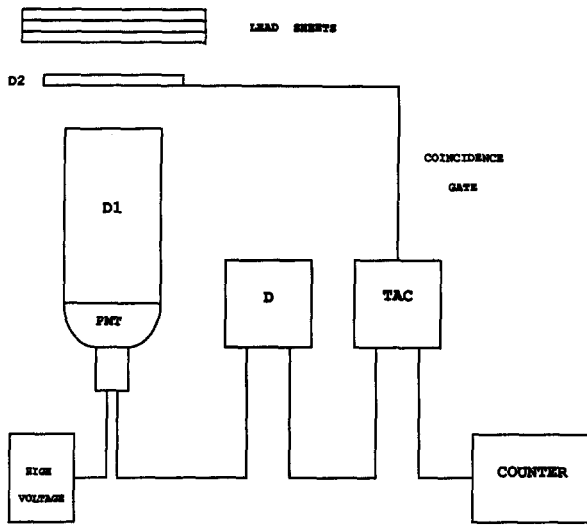 LEAD SHEETS
D2
COINCIDENCE
GATE
D1
D
TAC
PMT
HIGH
VOLTAGE
COUNTER